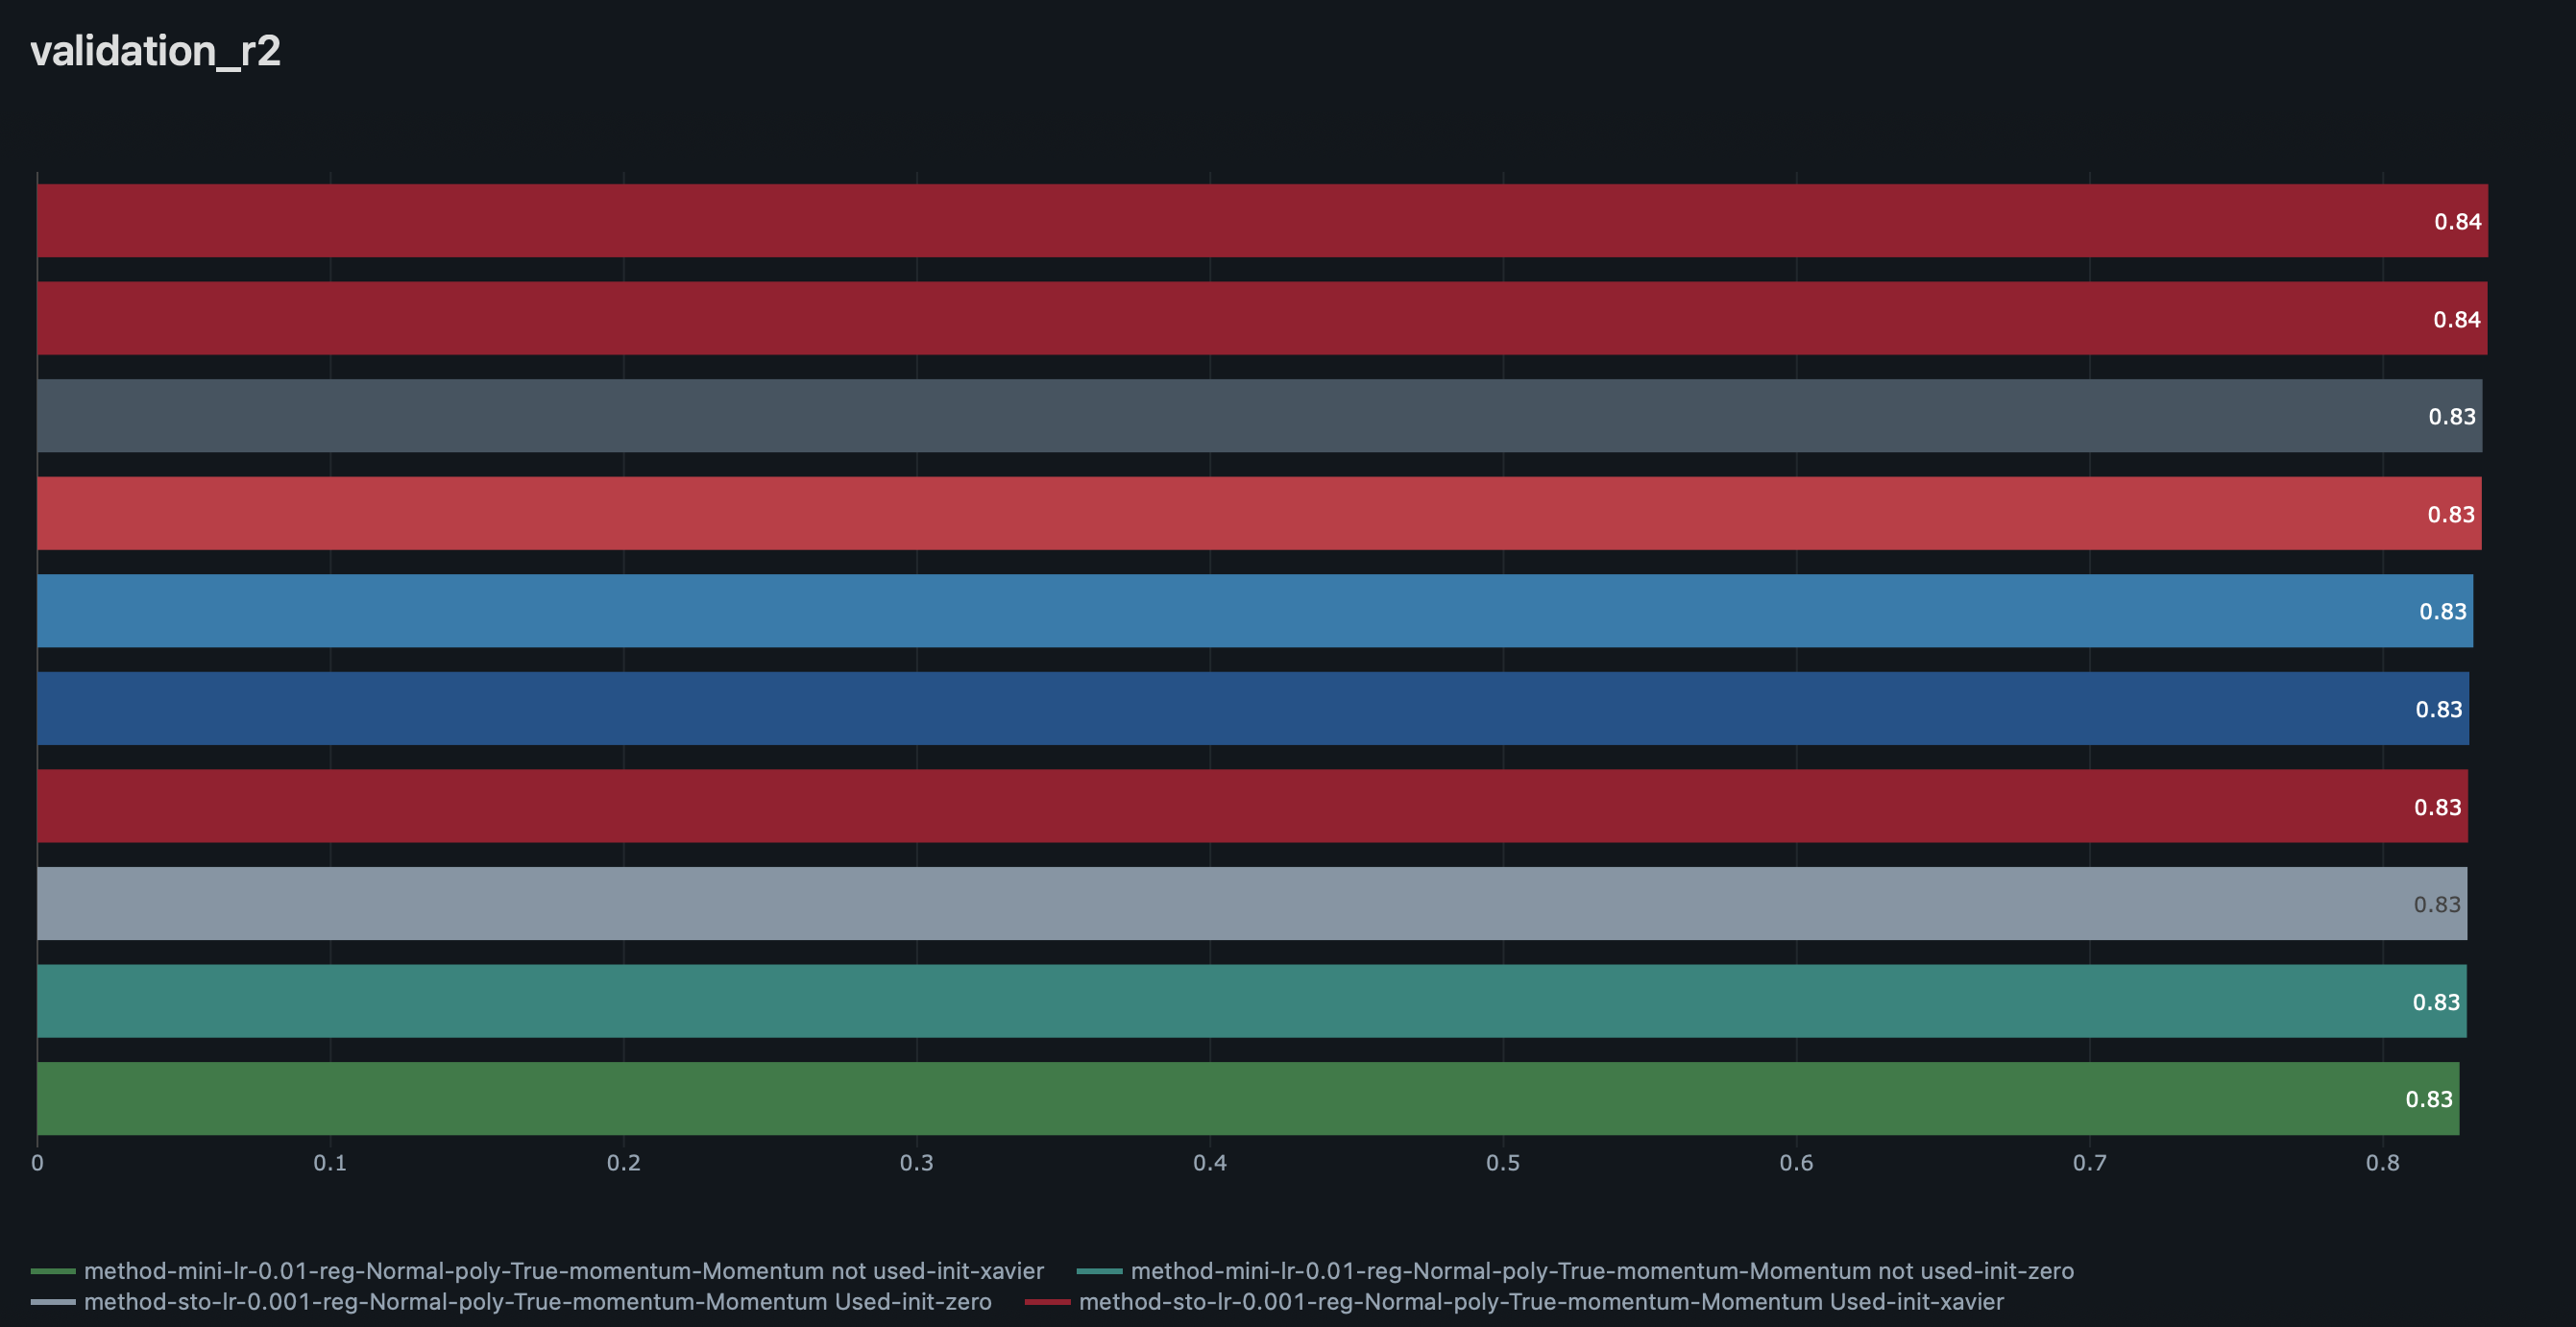 validation_r2
0.84
0.84
0.83
0.83
0.83
0.83
0.83
0.83
0.83
0.83
0 0.1 0.2 0.3 0.4 0.5 0.6 0.7 0.8
method-mini-lr-0.01-reg-Normal-poly-True-momentum-Momentum not used-init-xavier method-mini-lr-0.01-reg-Normal-poly-True-momentum-Momentum not used-init-zero
method-sto-lr-0.001-reg-Normal-poly-True-momentum-Momentum Used-init-zero method-sto-lr-0.001-reg-Normal-poly-True-momentum-Momentum Used-init-xavier